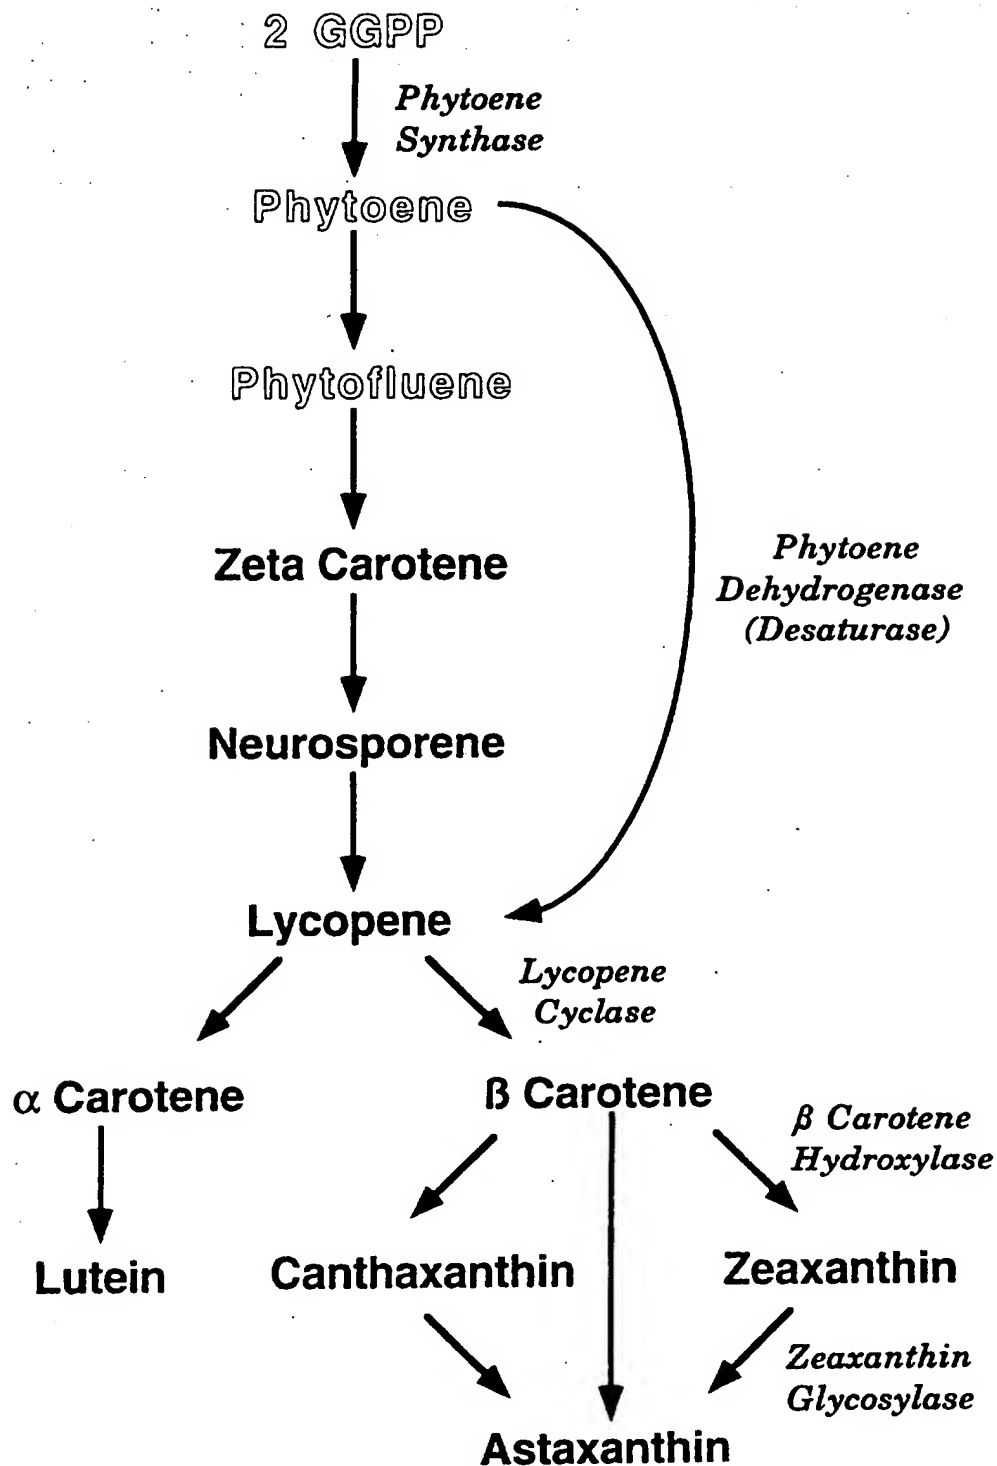 2 GGPP
Phytoene
Synthase
Phytoene
Phytofluene
Zeta Carotene
Phytoene
Dehydrogenase
(Desaturase)
Neurosporene
Lycopene
Lycopene
Cyclase
α Carotene
ß Carotene
β Carotene
Hydroxylase
Lutein
Canthaxanthin
Zeaxanthin
Zeaxanthin
Glycosylase
Astaxanthin